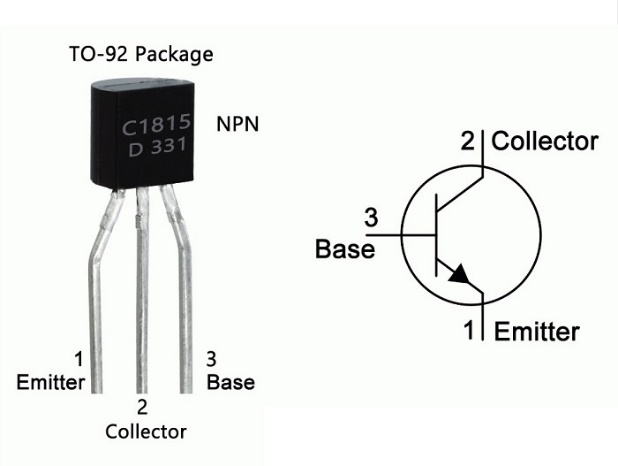 TO-92 Package
C1815
D 331
NPN
1
Emitter
2
Collector
3
Base
2 Collector
3
Base
1 Emitter